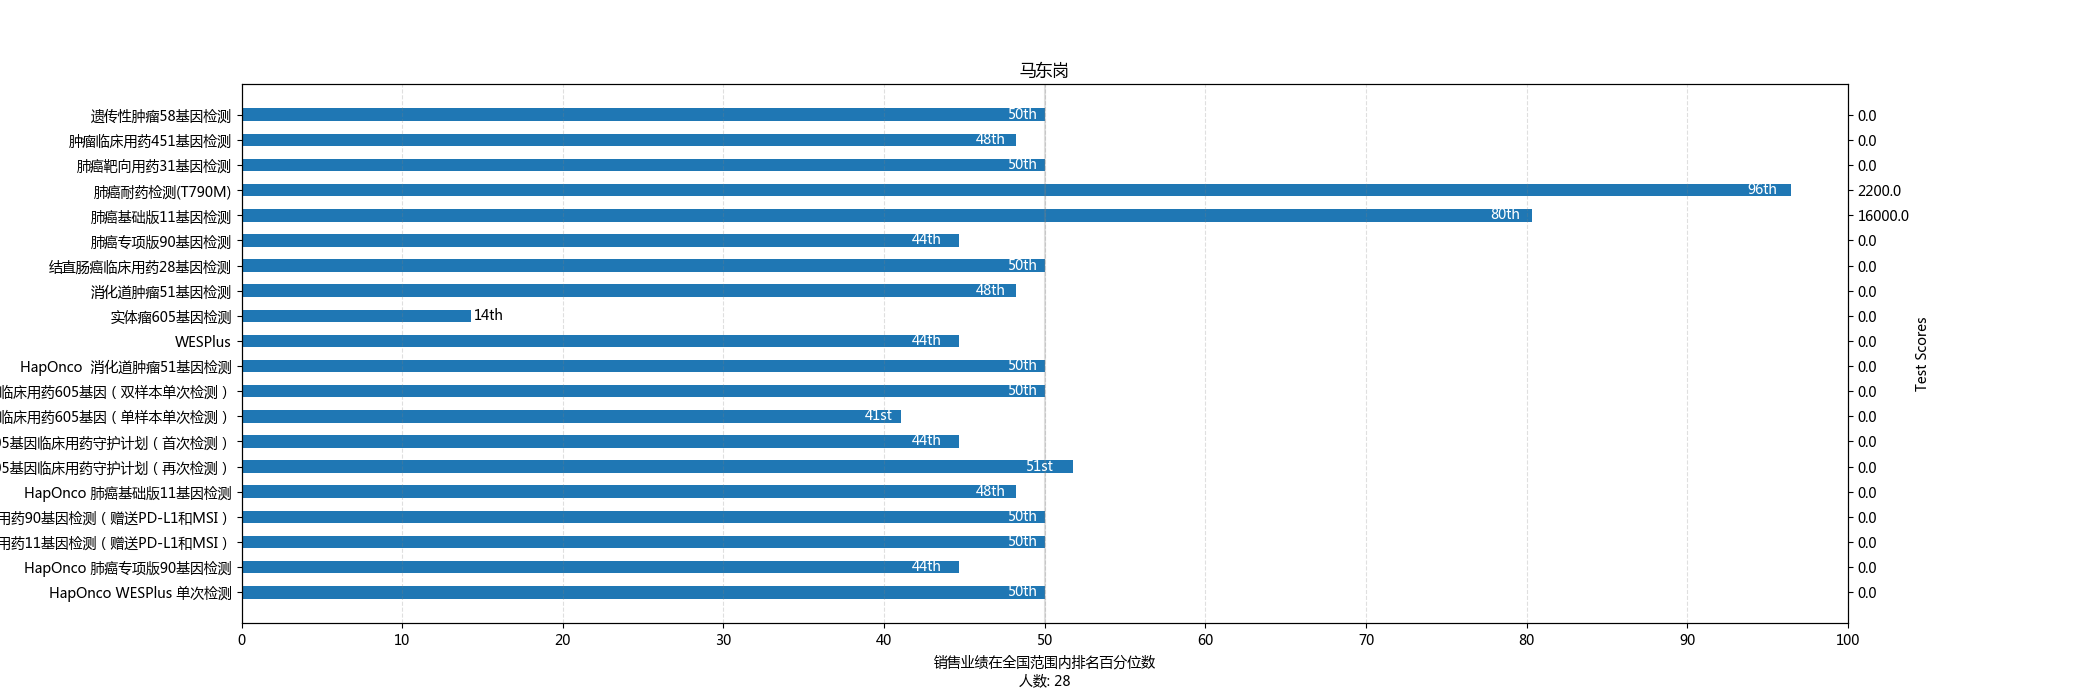 马东岗
遗传性肿瘤58基因检测 50th 0.0
肿瘤临床用药451基因检测 48th 0.0
肺癌靶向用药31基因检测 50th 0.0
肺癌耐药检测(T790M) 96th 2200.0
肺癌基础版11基因检测 80th 16000.0
肺癌专项版90基因检测 44th 0.0
结直肠癌临床用药28基因检测 50th 0.0
消化道肿瘤51基因检测 48th 0.0
实体瘤605基因检测 14th 0.0
WESPlus 44th 0.0
HapOnco  消化道肿瘤51基因检测 50th 0.0
临床用药605基因（双样本单次检测） 50th 0.0
临床用药605基因（单样本单次检测） 41st 0.0
5基因临床用药守护计划（首次检测） 44th 0.0
5基因临床用药守护计划（再次检测） 51st 0.0
HapOnco 肺癌基础版11基因检测 48th 0.0
用药90基因检测（赠送PD-L1和MSI） 50th 0.0
用药11基因检测（赠送PD-L1和MSI） 50th 0.0
HapOnco 肺癌专项版90基因检测 44th 0.0
HapOnco WESPlus 单次检测 50th 0.0
Test Scores
0 10 20 30 40 50 60 70 80 90 100
销售业绩在全国范围内排名百分位数
人数: 28